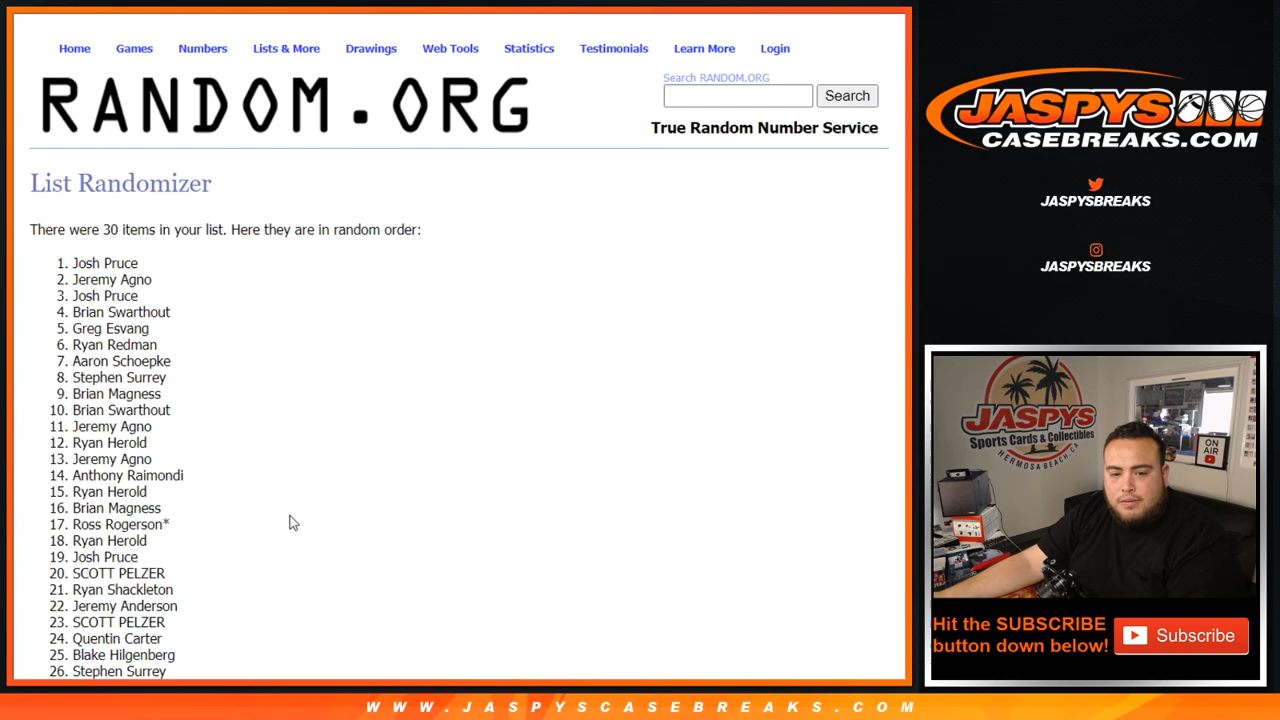 Home Games Numbers Lists & More Drawings Web Tools Statistics Testimonials Learn More Login
RANDOM.ORG
Search RANDOM.ORG
Search
True Random Number Service
List Randomizer
There were 30 items in your list. Here they are in random order:
1. Josh Pruce
2. Jeremy Agno
3. Josh Pruce
4. Brian Swarthout
5. Greg Esvang
6. Ryan Redman
7. Aaron Schoepke
8. Stephen Surrey
9. Brian Magness
10. Brian Swarthout
11. Jeremy Agno
12. Ryan Herold
13. Jeremy Agno
14. Anthony Raimondi
15. Ryan Herold
16. Brian Magness
17. Ross Rogerson*
18. Ryan Herold
19. Josh Pruce
20. SCOTT PELZER
21. Ryan Shackleton
22. Jeremy Anderson
23. SCOTT PELZER
24. Quentin Carter
25. Blake Hilgenberg
26. Stephen Surrey
JASPYS
CASEBREAKS.COM
JASPYSBREAKS
JASPYSBREAKS
JASPYS
Sports Cards & Collectibles
HERMOSA BEACH, CA
ON
AIR
Hit the SUBSCRIBE
button down below!
Subscribe
WWW.JASPYSCASEBREAKS.COM